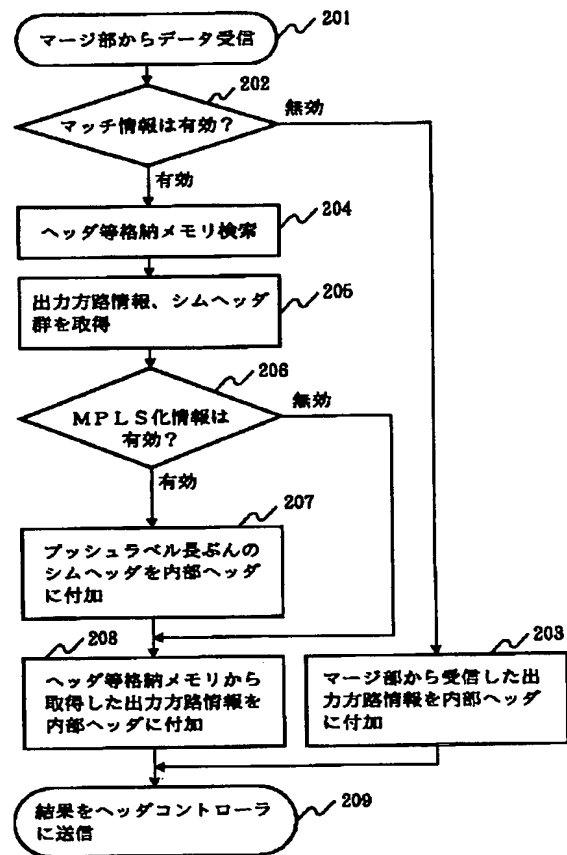 マージ部からデータ受信
201
202
マッチ情報は有効?
無効
有効
204
ヘッダ等格納メモリ検索
205
出力方路情報、シムヘッダ
群を取得
206
MPLS化情報は
有効?
無効
有効
207
プッシュラベル長ぶんの
シムヘッダを内部ヘッダ
に付加
208
ヘッダ等格納メモリから
取得した出力方路情報を
内部ヘッダに付加
203
マージ部から受信した出
力方路情報を内部ヘッダ
に付加
結果をヘッダコントローラ
に送信
209